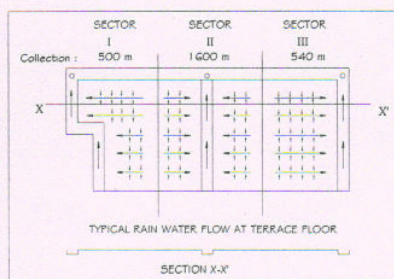 SECTOR SECTOR SECTOR
I II III
Collection : 500 m 1600 m 540 m
X X'
TYPICAL RAIN WATER FLOW AT TERRACE FLOOR
SECTION X-X'